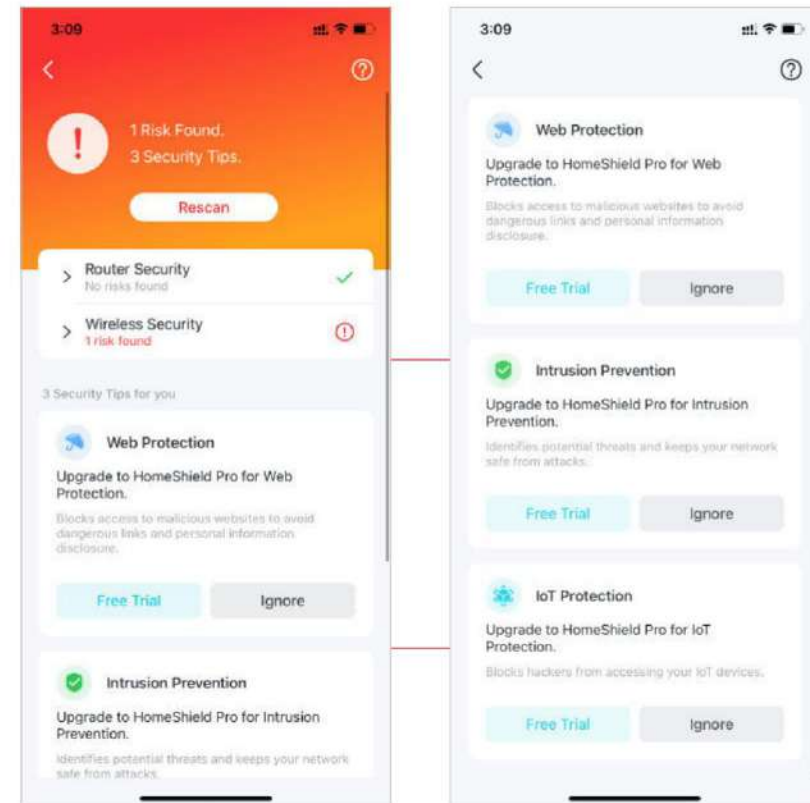 3:09
1 Risk Found.
3 Security Tips.
Rescan
Router Security
No risks found
Wireless Security
1 risk found
3 Security Tips for you
Web Protection
Upgrade to HomeShield Pro for Web
Protection.
Blocks access to malicious websites to avoid
dangerous links and personal information
disclosure.
Free Trial
Ignore
Intrusion Prevention
Upgrade to HomeShield Pro for Intrusion
Prevention.
Identifies potential threats and keeps your network
safe from attacks.
3:09
Web Protection
Upgrade to HomeShield Pro for Web
Protection.
Blocks access to malicious websites to avoid
dangerous links and personal information
disclosure.
Free Trial
Ignore
Intrusion Prevention
Upgrade to HomeShield Pro for Intrusion
Prevention.
Identifies potential threats and keeps your network
safe from attacks.
Free Trial
Ignore
IoT Protection
Upgrade to HomeShield Pro for IoT
Protection.
Blocks hackers from accessing your IoT devices.
Free Trial
Ignore